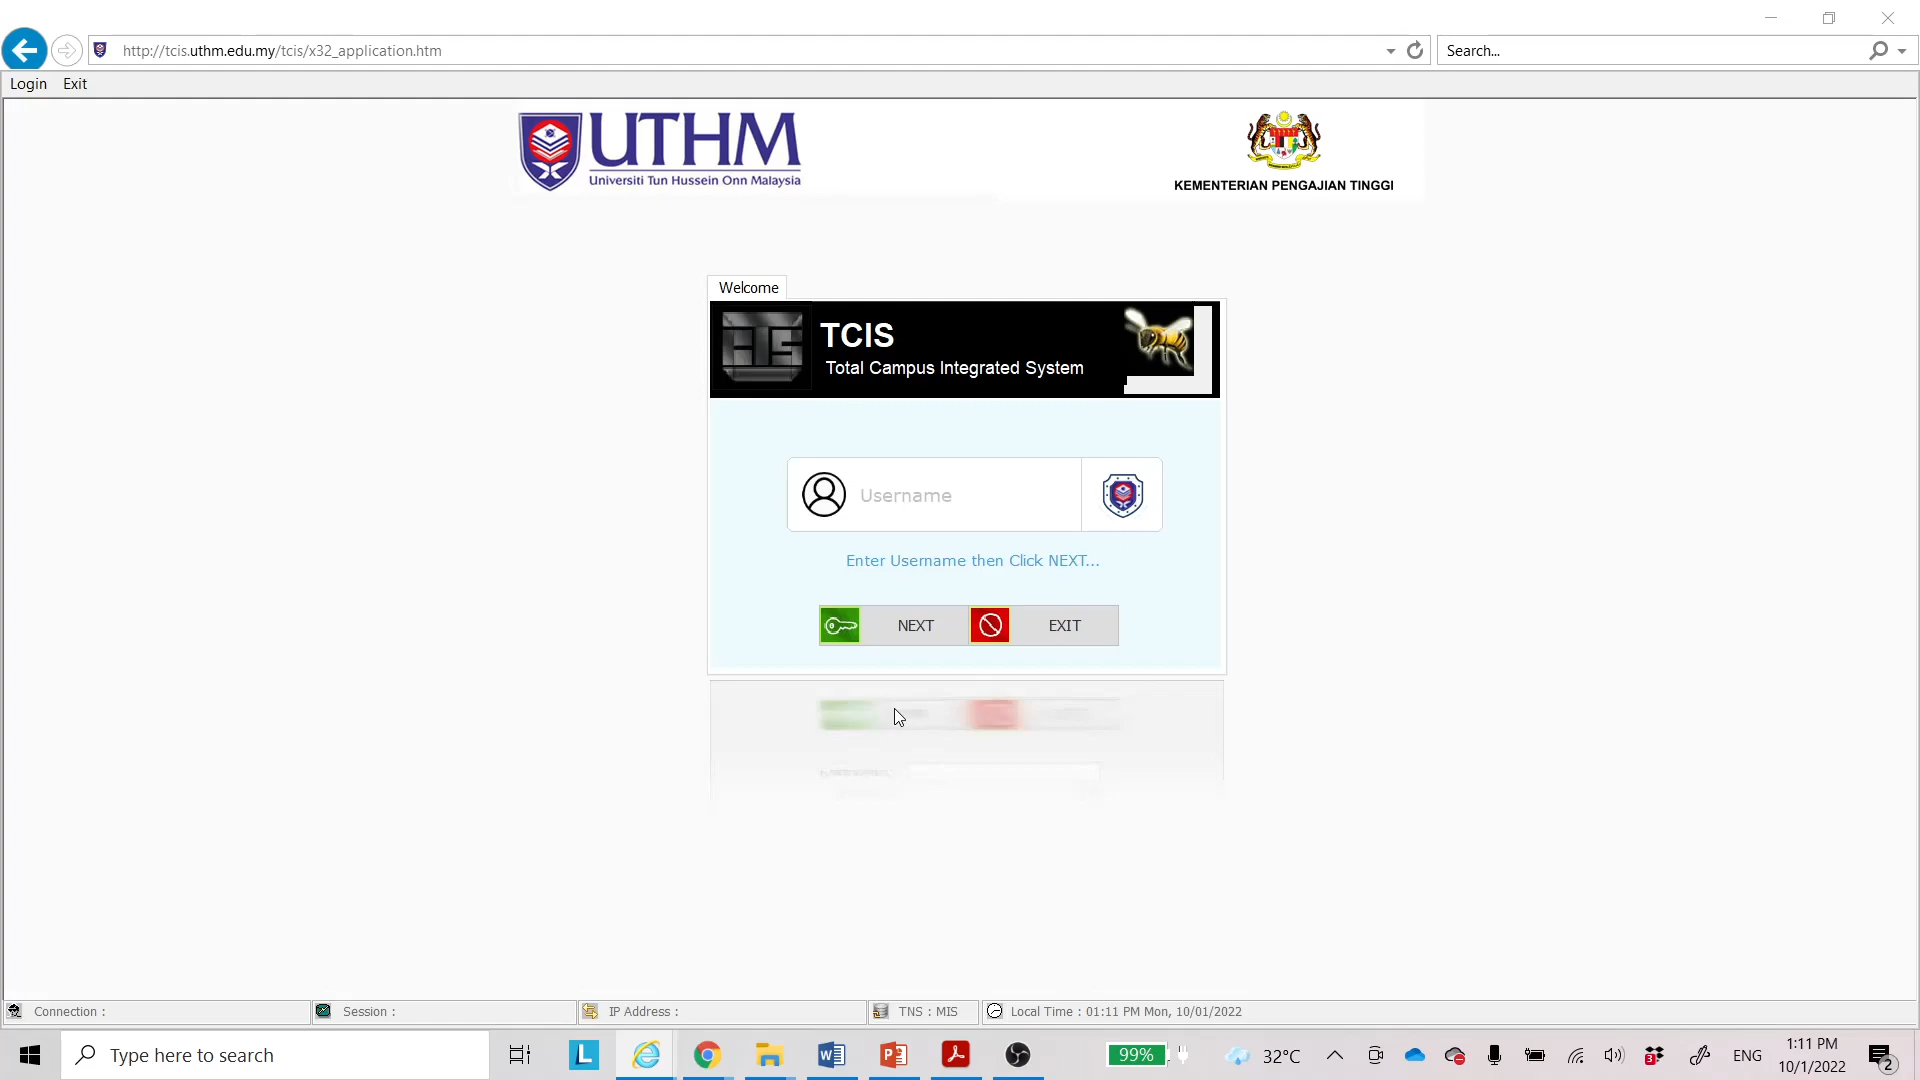 http://tcis.uthm.edu.my/tcis/x32_application.htm
Search...
Login Exit
UTHM
Universiti Tun Hussein Onn Malaysia
KEMENTERIAN PENGAJIAN TINGGI
Welcome
TCIS
Total Campus Integrated System
Username
Enter Username then Click NEXT...
NEXT EXIT
Connection : Session : IP Address : TNS : MIS Local Time : 01:11 PM Mon, 10/01/2022
Type here to search
L
99%
32°C
3
ENG
1:11 PM
10/1/2022
2